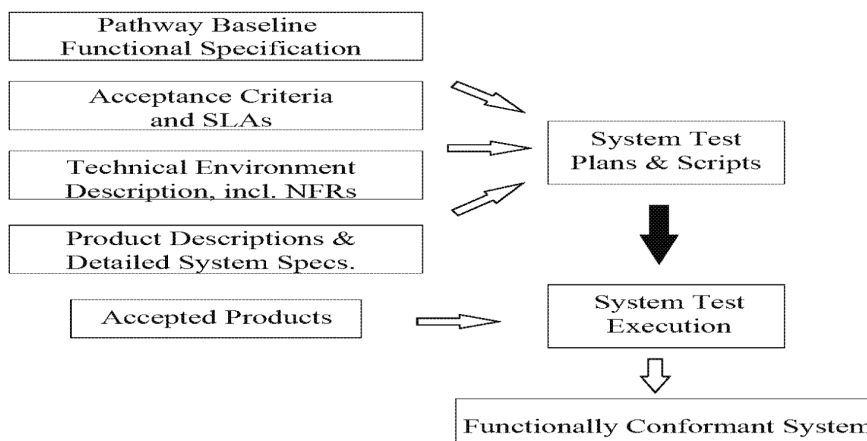 Pathway Baseline
Functional Specification
Acceptance Criteria
and SLAs
Technical Environment
Description, incl. NFRs
Product Descriptions &
Detailed System Specs.
Accepted Products
System Test
Plans & Scripts
System Test
Execution
Functionally Conformant System